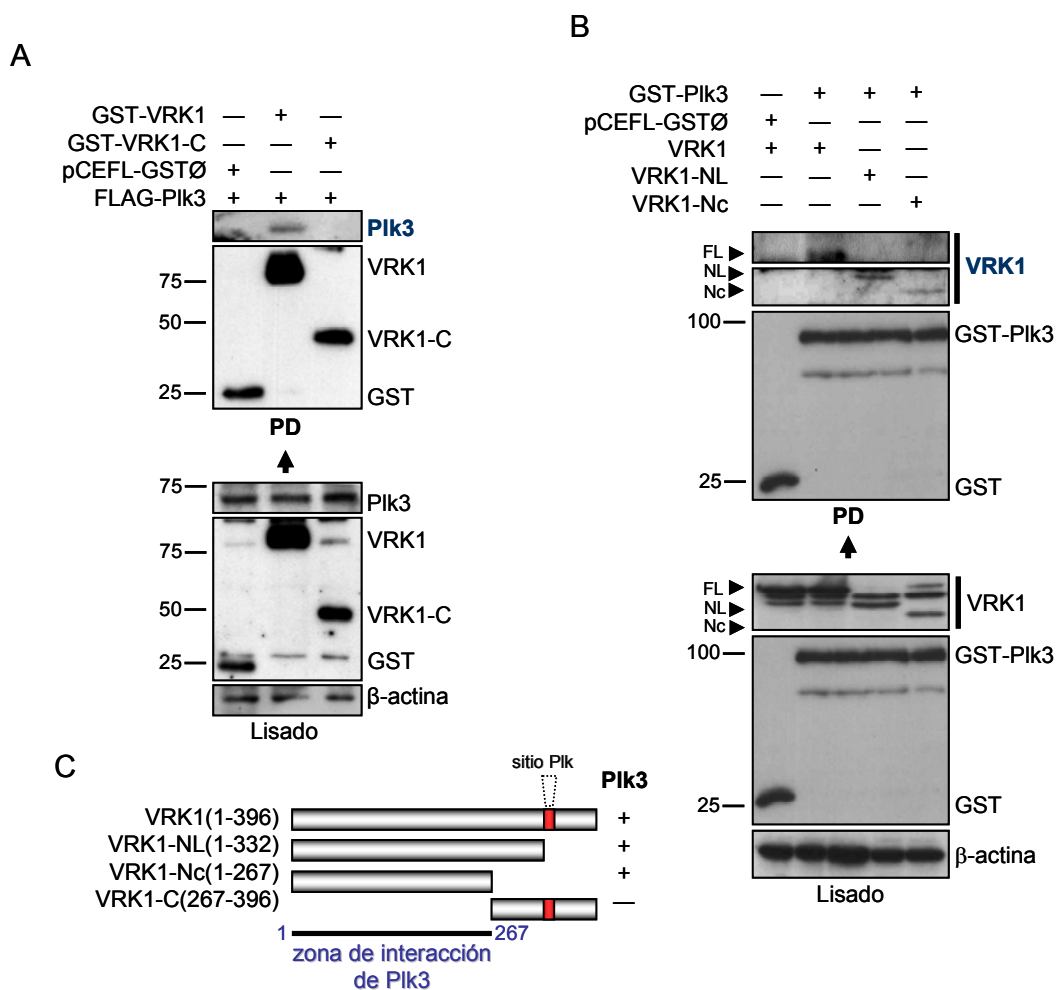 A
GST-VRK1 — + —
GST-VRK1-C — — +
pCEFL-GSTØ + — —
FLAG-Plk3 + + +
Plk3
VRK1
75
50
VRK1-C
25
GST
PD
75
Plk3
VRK1
75
50
VRK1-C
25
GST
β-actina
Lisado
B
GST-Plk3 — + + +
pCEFL-GSTØ + — — —
VRK1 + + — —
VRK1-NL — — + —
VRK1-Nc — — — +
FL
NL
Nc
VRK1
100
GST-Plk3
25
GST
PD
FL
NL
Nc
VRK1
100
GST-Plk3
25
GST
β-actina
Lisado
C
sitio Plk
Plk3
VRK1(1-396) +
VRK1-NL(1-332) +
VRK1-Nc(1-267) +
VRK1-C(267-396) —
1 267
zona de interacción
de Plk3